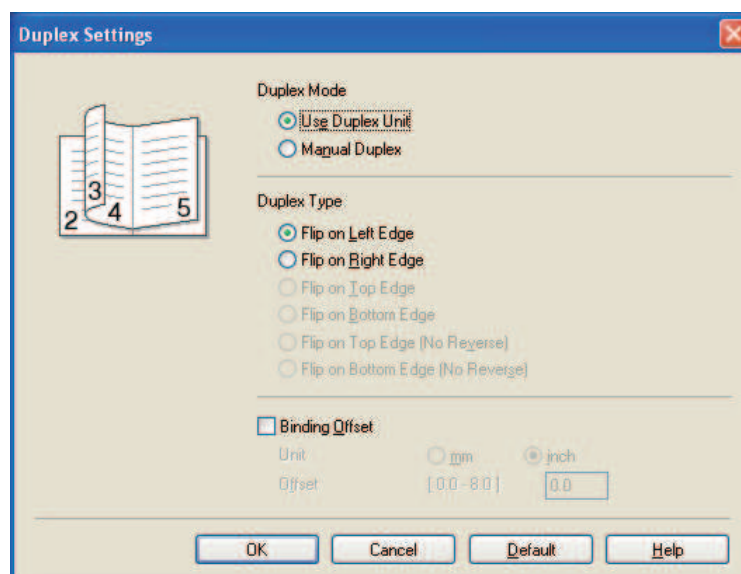 Duplex Settings
Duplex Mode
Use Duplex Unit
Manual Duplex
3
2 4 5
Duplex Type
Flip on Left Edge
Flip on Right Edge
Flip on Top Edge
Flip on Bottom Edge
Flip on Top Edge (No Reverse)
Flip on Bottom Edge (No Reverse)
Binding Offset
Unit mm inch
Offset [ 0.0 - 8.0 ] 0.0
OK Cancel Default Help